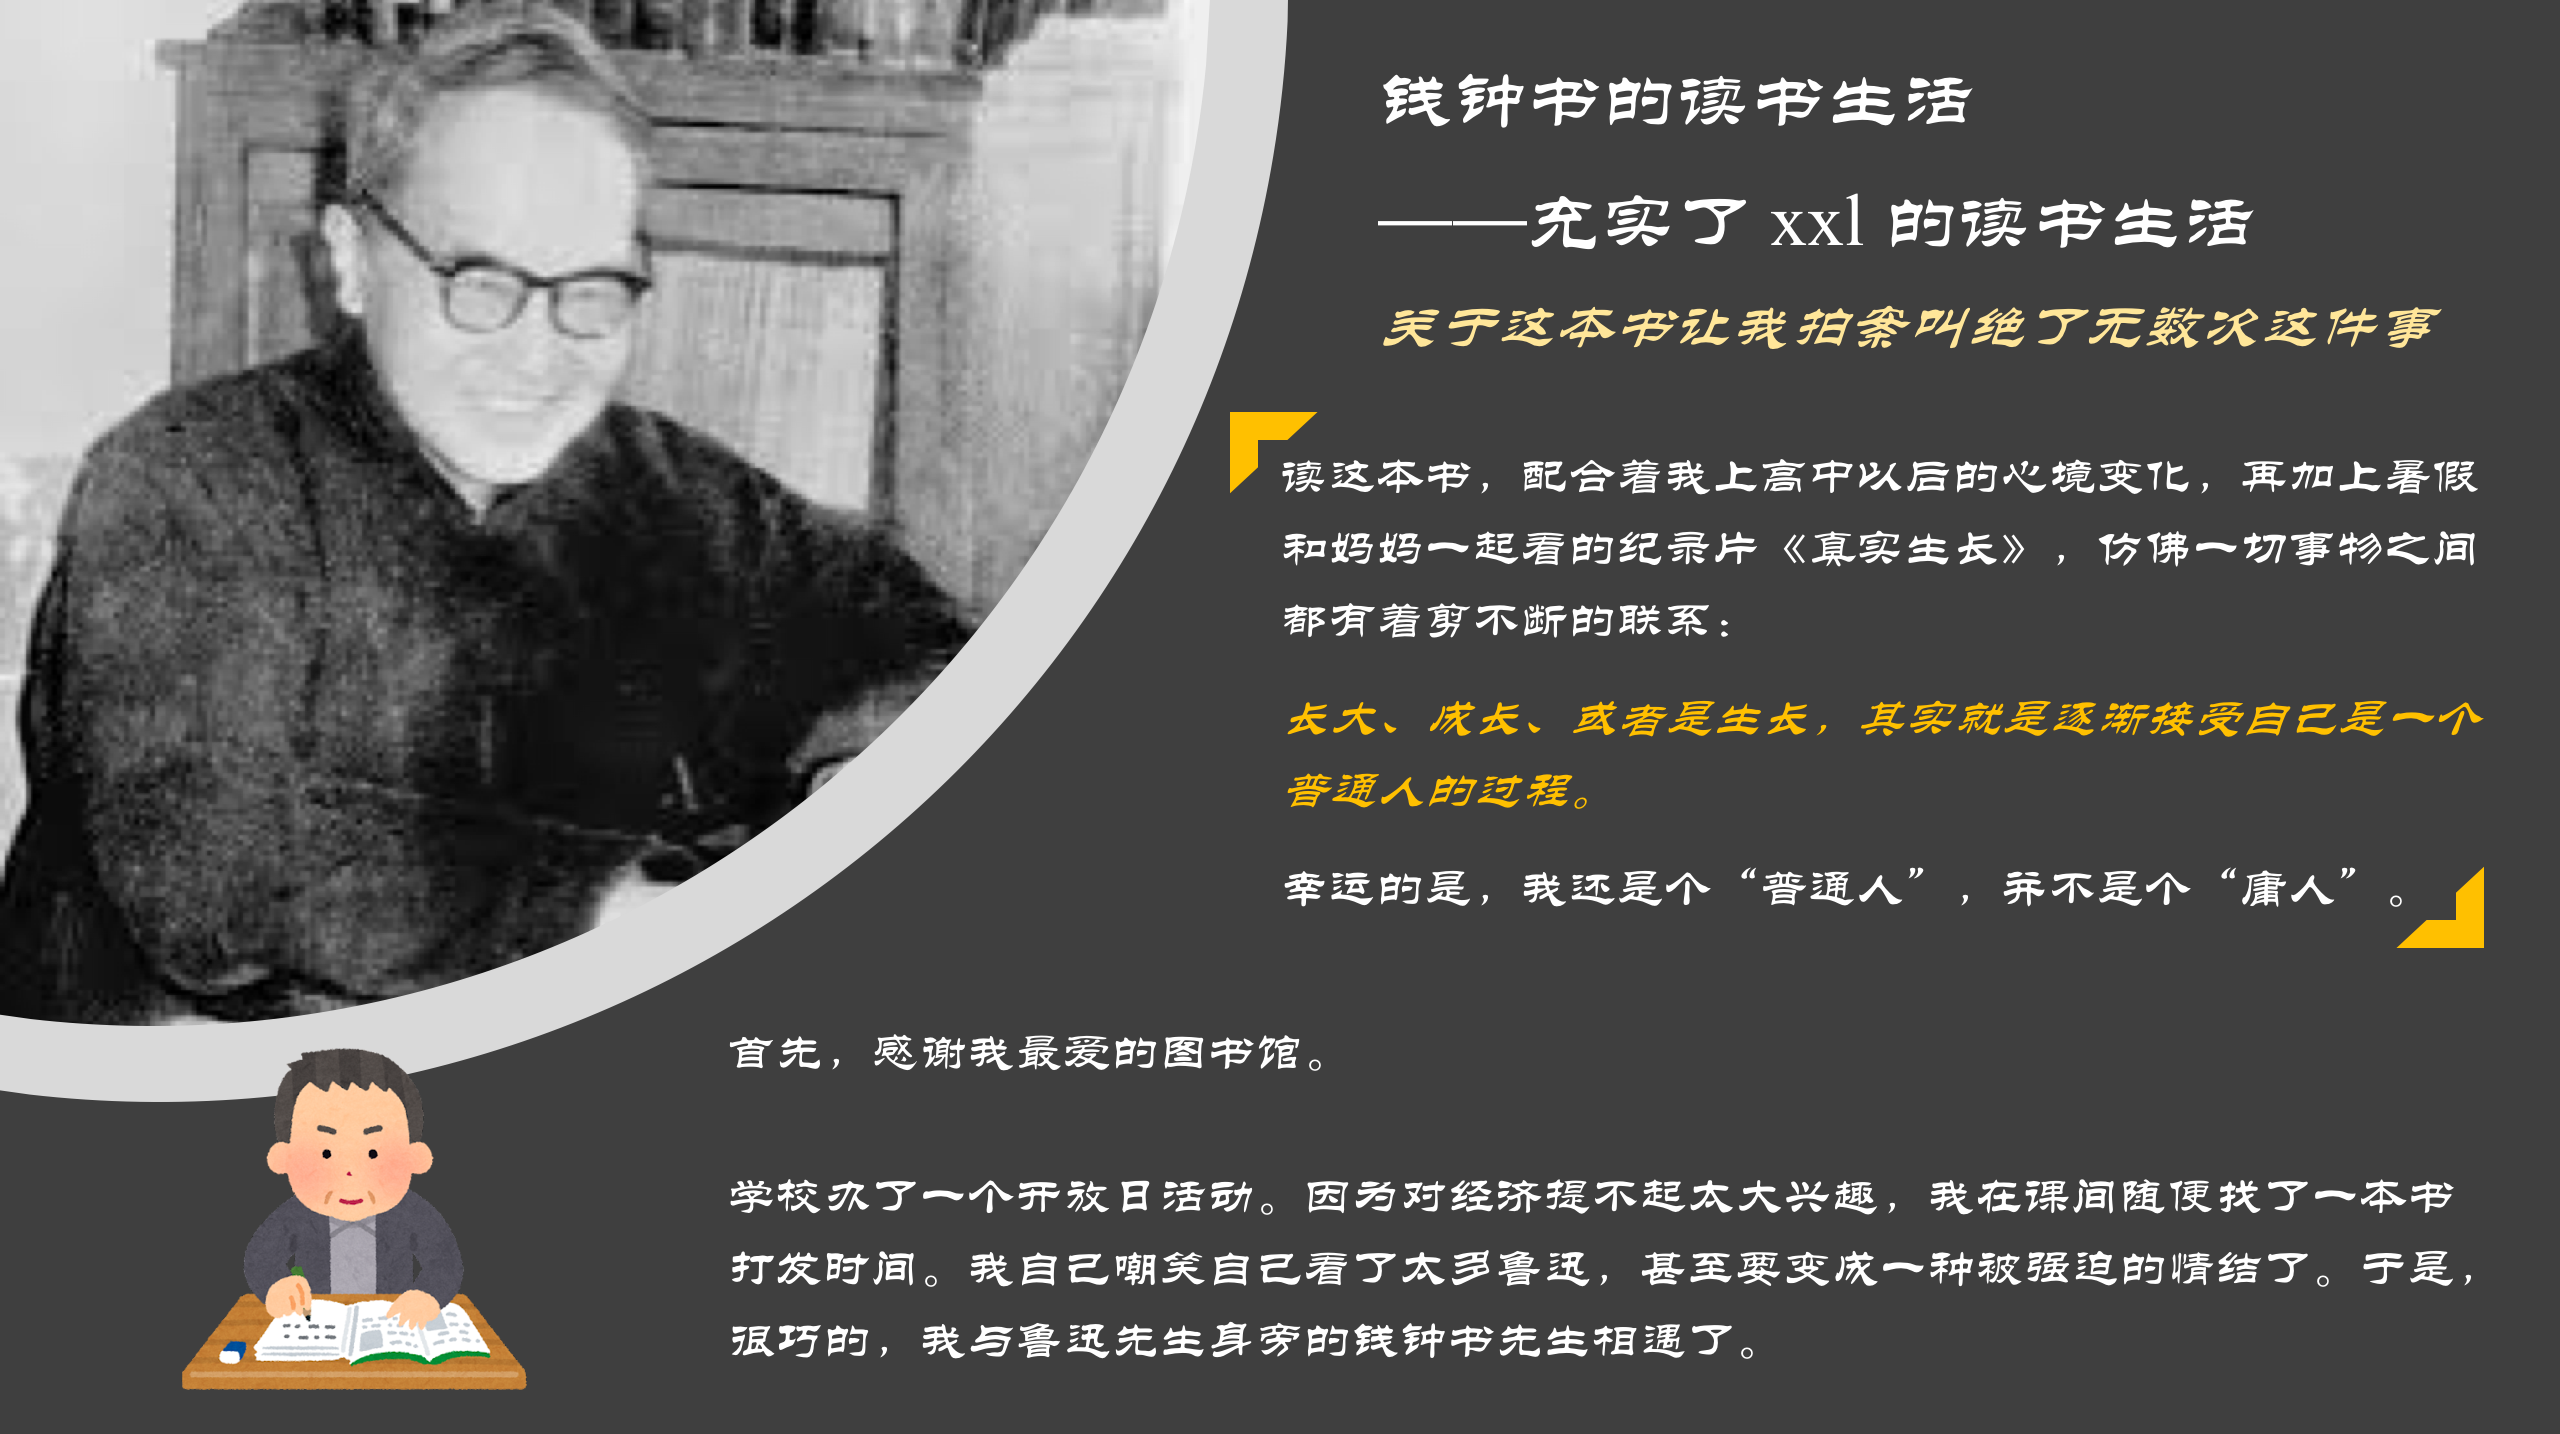 钱钟书的读书生活
——充实了 xxl 的读书生活
关于这本书让我拍案叫绝了无数次这件事
读这本书，配合着我上高中以后的心境变化，再加上暑假
和妈妈一起看的纪录片《真实生长》，仿佛一切事物之间
都有着剪不断的联系：
长大、成长、或者是生长，其实就是逐渐接受自己是一个
普通人的过程。
幸运的是，我还是个“普通人”，并不是个“庸人”。
首先，感谢我最爱的图书馆。
学校办了一个开放日活动。因为对经济提不起太大兴趣，我在课间随便找了一本书
打发时间。我自己嘲笑自己看了太多鲁迅，甚至要变成一种被强迫的情结了。于是，
很巧的，我与鲁迅先生身旁的钱钟书先生相遇了。